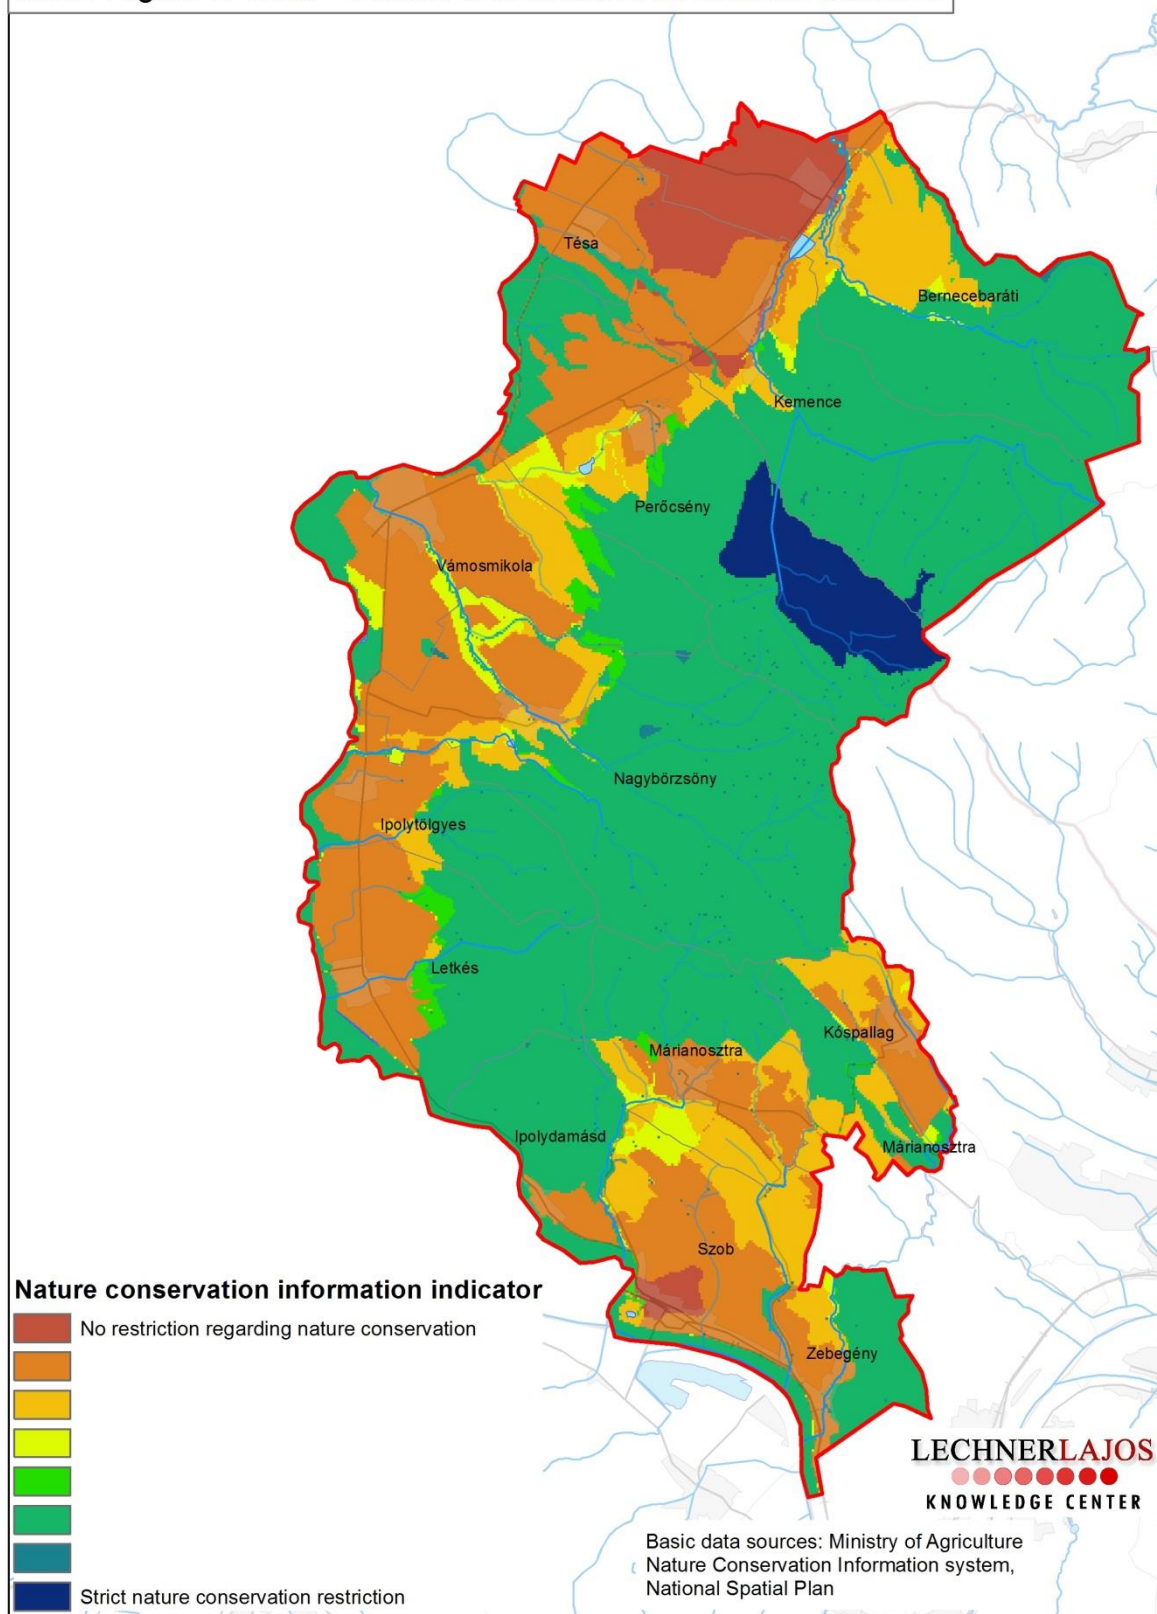 Tésa
Bernecebaráti
Kemence
Perőcsény
Vámosmikola
Nagybörzsöny
Ipolytölgyes
Letkés
Kóspallag
Márianosztra
Ipolydamásd
Márianosztra
Szob
Zebegény
Nature conservation information indicator
No restriction regarding nature conservation
Strict nature conservation restriction
LECHNERLAJOS
KNOWLEDGE CENTER
Basic data sources: Ministry of Agriculture
Nature Conservation Information system,
National Spatial Plan